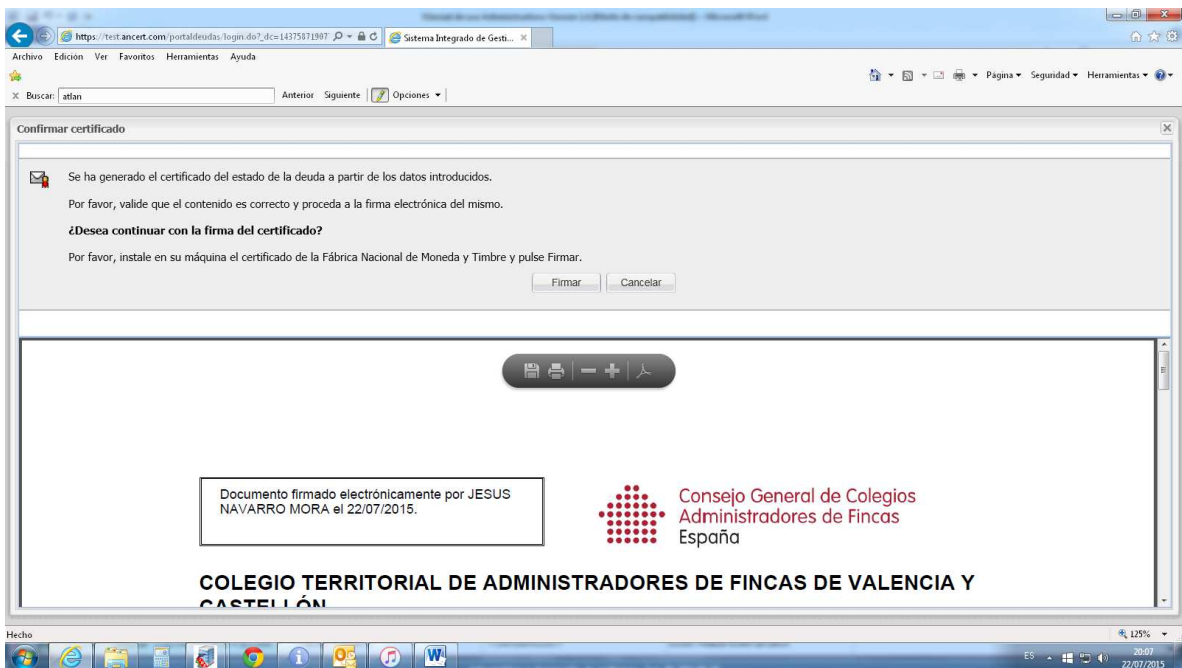 https://test.ancert.com/portaldeudas/login.do?_dc=14375871907
Sistema Integrado de Gesti...
Archivo Edición Ver Favoritos Herramientas Ayuda
Página Seguridad Herramientas
Buscar: atlan Anterior Siguiente Opciones
Confirmar certificado
Se ha generado el certificado del estado de la deuda a partir de los datos introducidos.
Por favor, valide que el contenido es correcto y proceda a la firma electrónica del mismo.
¿Desea continuar con la firma del certificado?
Por favor, instale en su máquina el certificado de la Fábrica Nacional de Moneda y Timbre y pulse Firmar.
Firmar Cancelar
Documento firmado electrónicamente por JESUS
NAVARRO MORA el 22/07/2015.
Consejo General de Colegios
Administradores de Fincas
España
COLEGIO TERRITORIAL DE ADMINISTRADORES DE FINCAS DE VALENCIA Y
CASTELLÓN
Hecho
125%
ES
20:07
22/07/2015